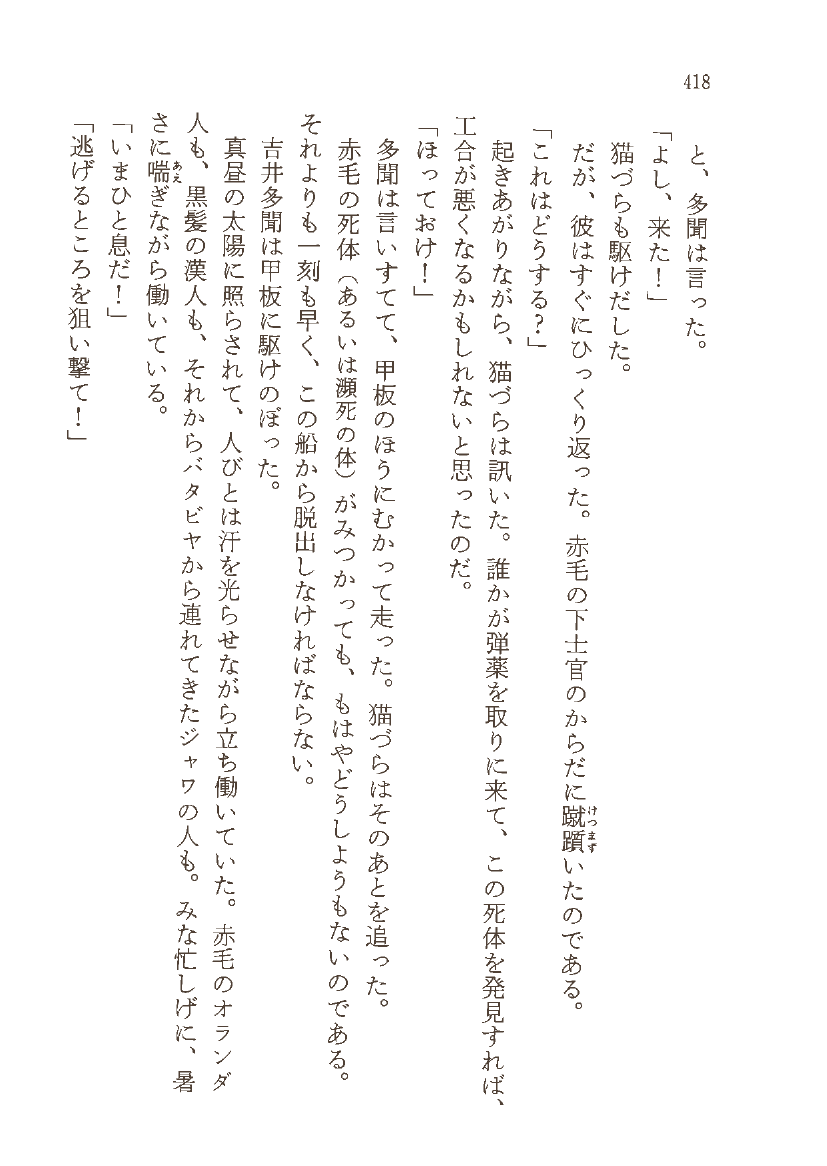 418
と、多聞は言った。
「よし、来た！」
猫づらも駆けだした。
だが、彼はすぐにひっくり返った。赤毛の下士官のからだに蹴躓いたのである。
けつまず
「これはどうする？」
起きあがりながら、猫づらは訊いた。誰かが弾薬を取りに来て、この死体を発見すれば、
工合が悪くなるかもしれないと思ったのだ。
「ほっておけ！」
多聞は言いすてて、甲板のほうにむかって走った。猫づらはそのあとを追った。
赤毛の死体（あるいは瀕死の体）がみつかっても、もはやどうしようもないのである。
それよりも一刻も早く、この船から脱出しなければならない。
吉井多聞は甲板に駆けのぼった。
真昼の太陽に照らされて、人びとは汗を光らせながら立ち働いていた。赤毛のオランダ
人も、黒髪の漢人も、それからバタビヤから連れてきたジャワの人も。みな忙しげに、暑
さに喘ぎながら働いている。
あえ
「いまひと息だ！」
「逃げるところを狙い撃て！」